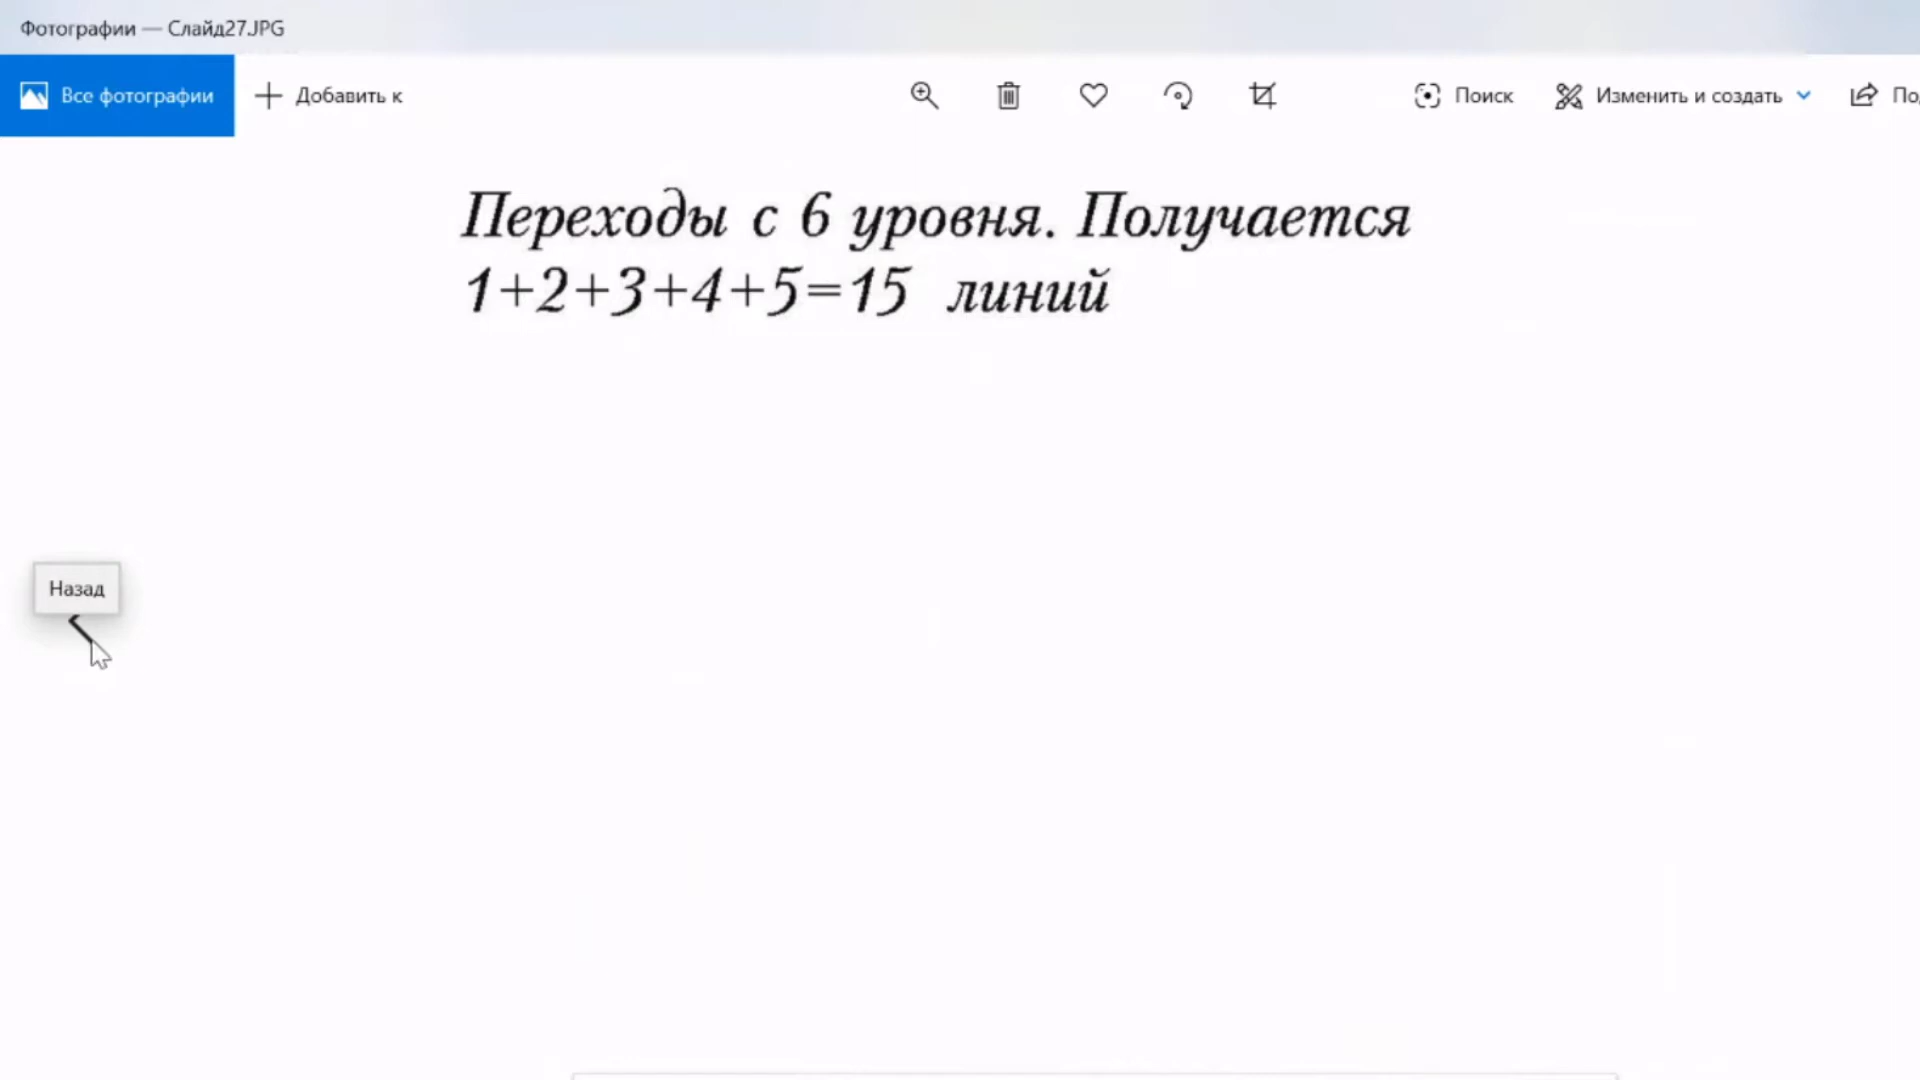 Фотографии — Слайд27.JPG
Все фотографии
Добавить к
Поиск
Изменить и создать
Переходы с 6 уровня. Получается
1+2+3+4+5=15 линий
Назад